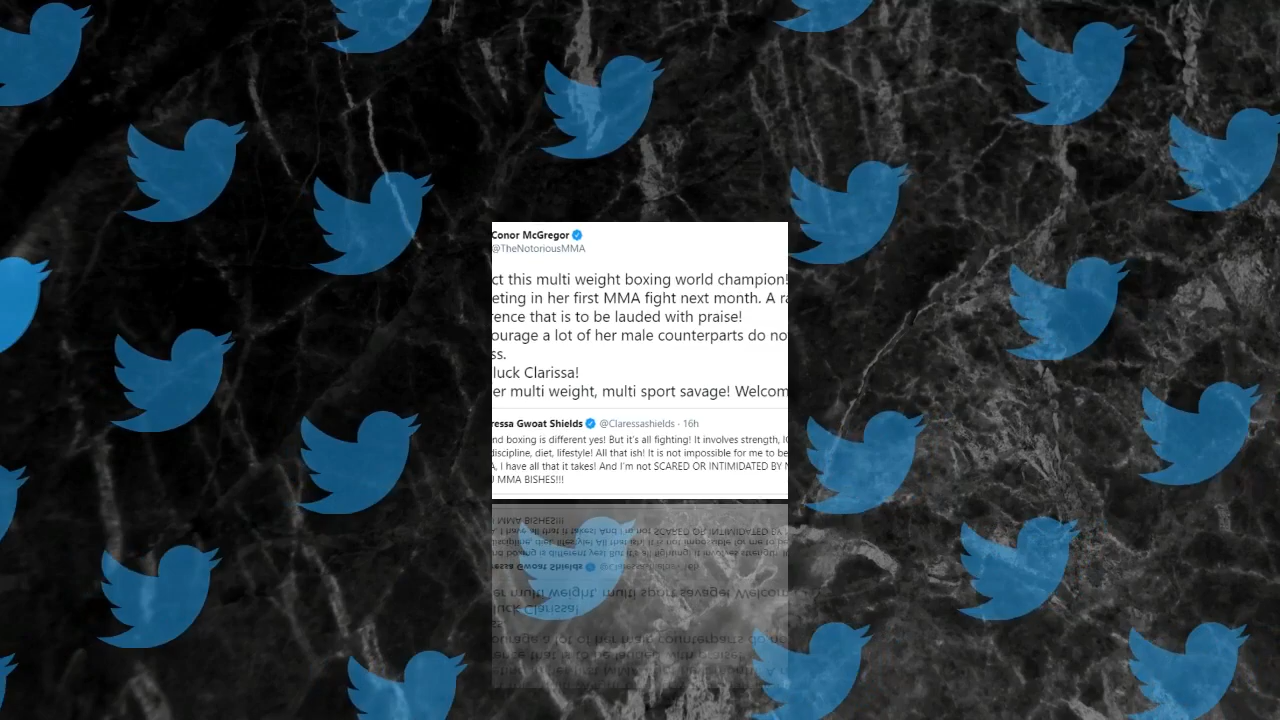 Conor McGregor
@TheNotoriousMMA
ct this multi weight boxing world champion!
eting in her first MMA fight next month. A ra
rence that is to be lauded with praise!
ourage a lot of her male counterparts do no
ss.
luck Clarissa!
er multi weight, multi sport savage! Welcom
ressa Gwoat Shields @Claressashields · 16h
nd boxing is different yes! But it's all fighting! It involves strength, IQ
discipline, diet, lifestyle! All that ish! It is not impossible for me to be
A, I have all that it takes! And I'm not SCARED OR INTIMIDATED BY N
U MMA BISHES!!!